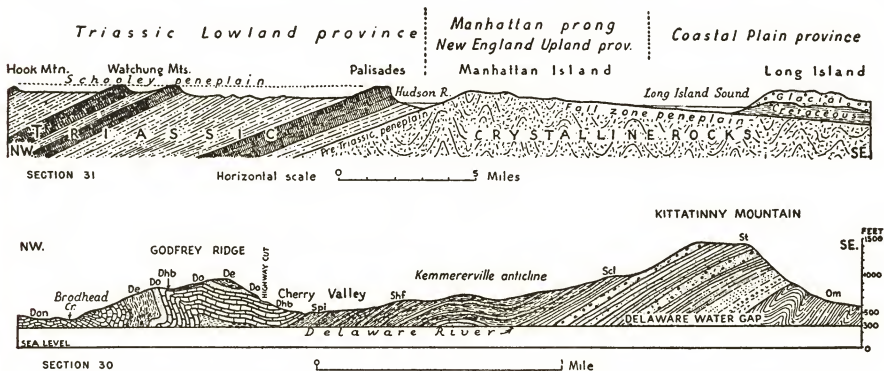 Triassic Lowland province
Manhattan prong
New England Upland prov.
Coastal Plain province
Hook Mtn.
Watchung Mts.
Palisades
Manhattan Island
Long Island
Schooley peneplain
Hudson R.
Long Island Sound
Glacial
Cretaceous
Fall Zone peneplain
Pre Triassic peneplain
TRIASSIC
CRYSTALLINE ROCKS
NW.
SE.
SECTION 31
Horizontal scale 0 5 Miles
KITTATINNY MOUNTAIN
NW.
GODFREY RIDGE
SE.
FEET
1500
1000
500
300
0
St
Kemmererville anticline
Scl
Om
HIGHWAY CUT
Cherry Valley
Brodhead
Cr.
Don
De
Do
Dhb
Do
De
Do
Dhb
Spi
Shf
DELAWARE WATER GAP
Delaware River
SEA LEVEL
SECTION 30
0 1 Mile